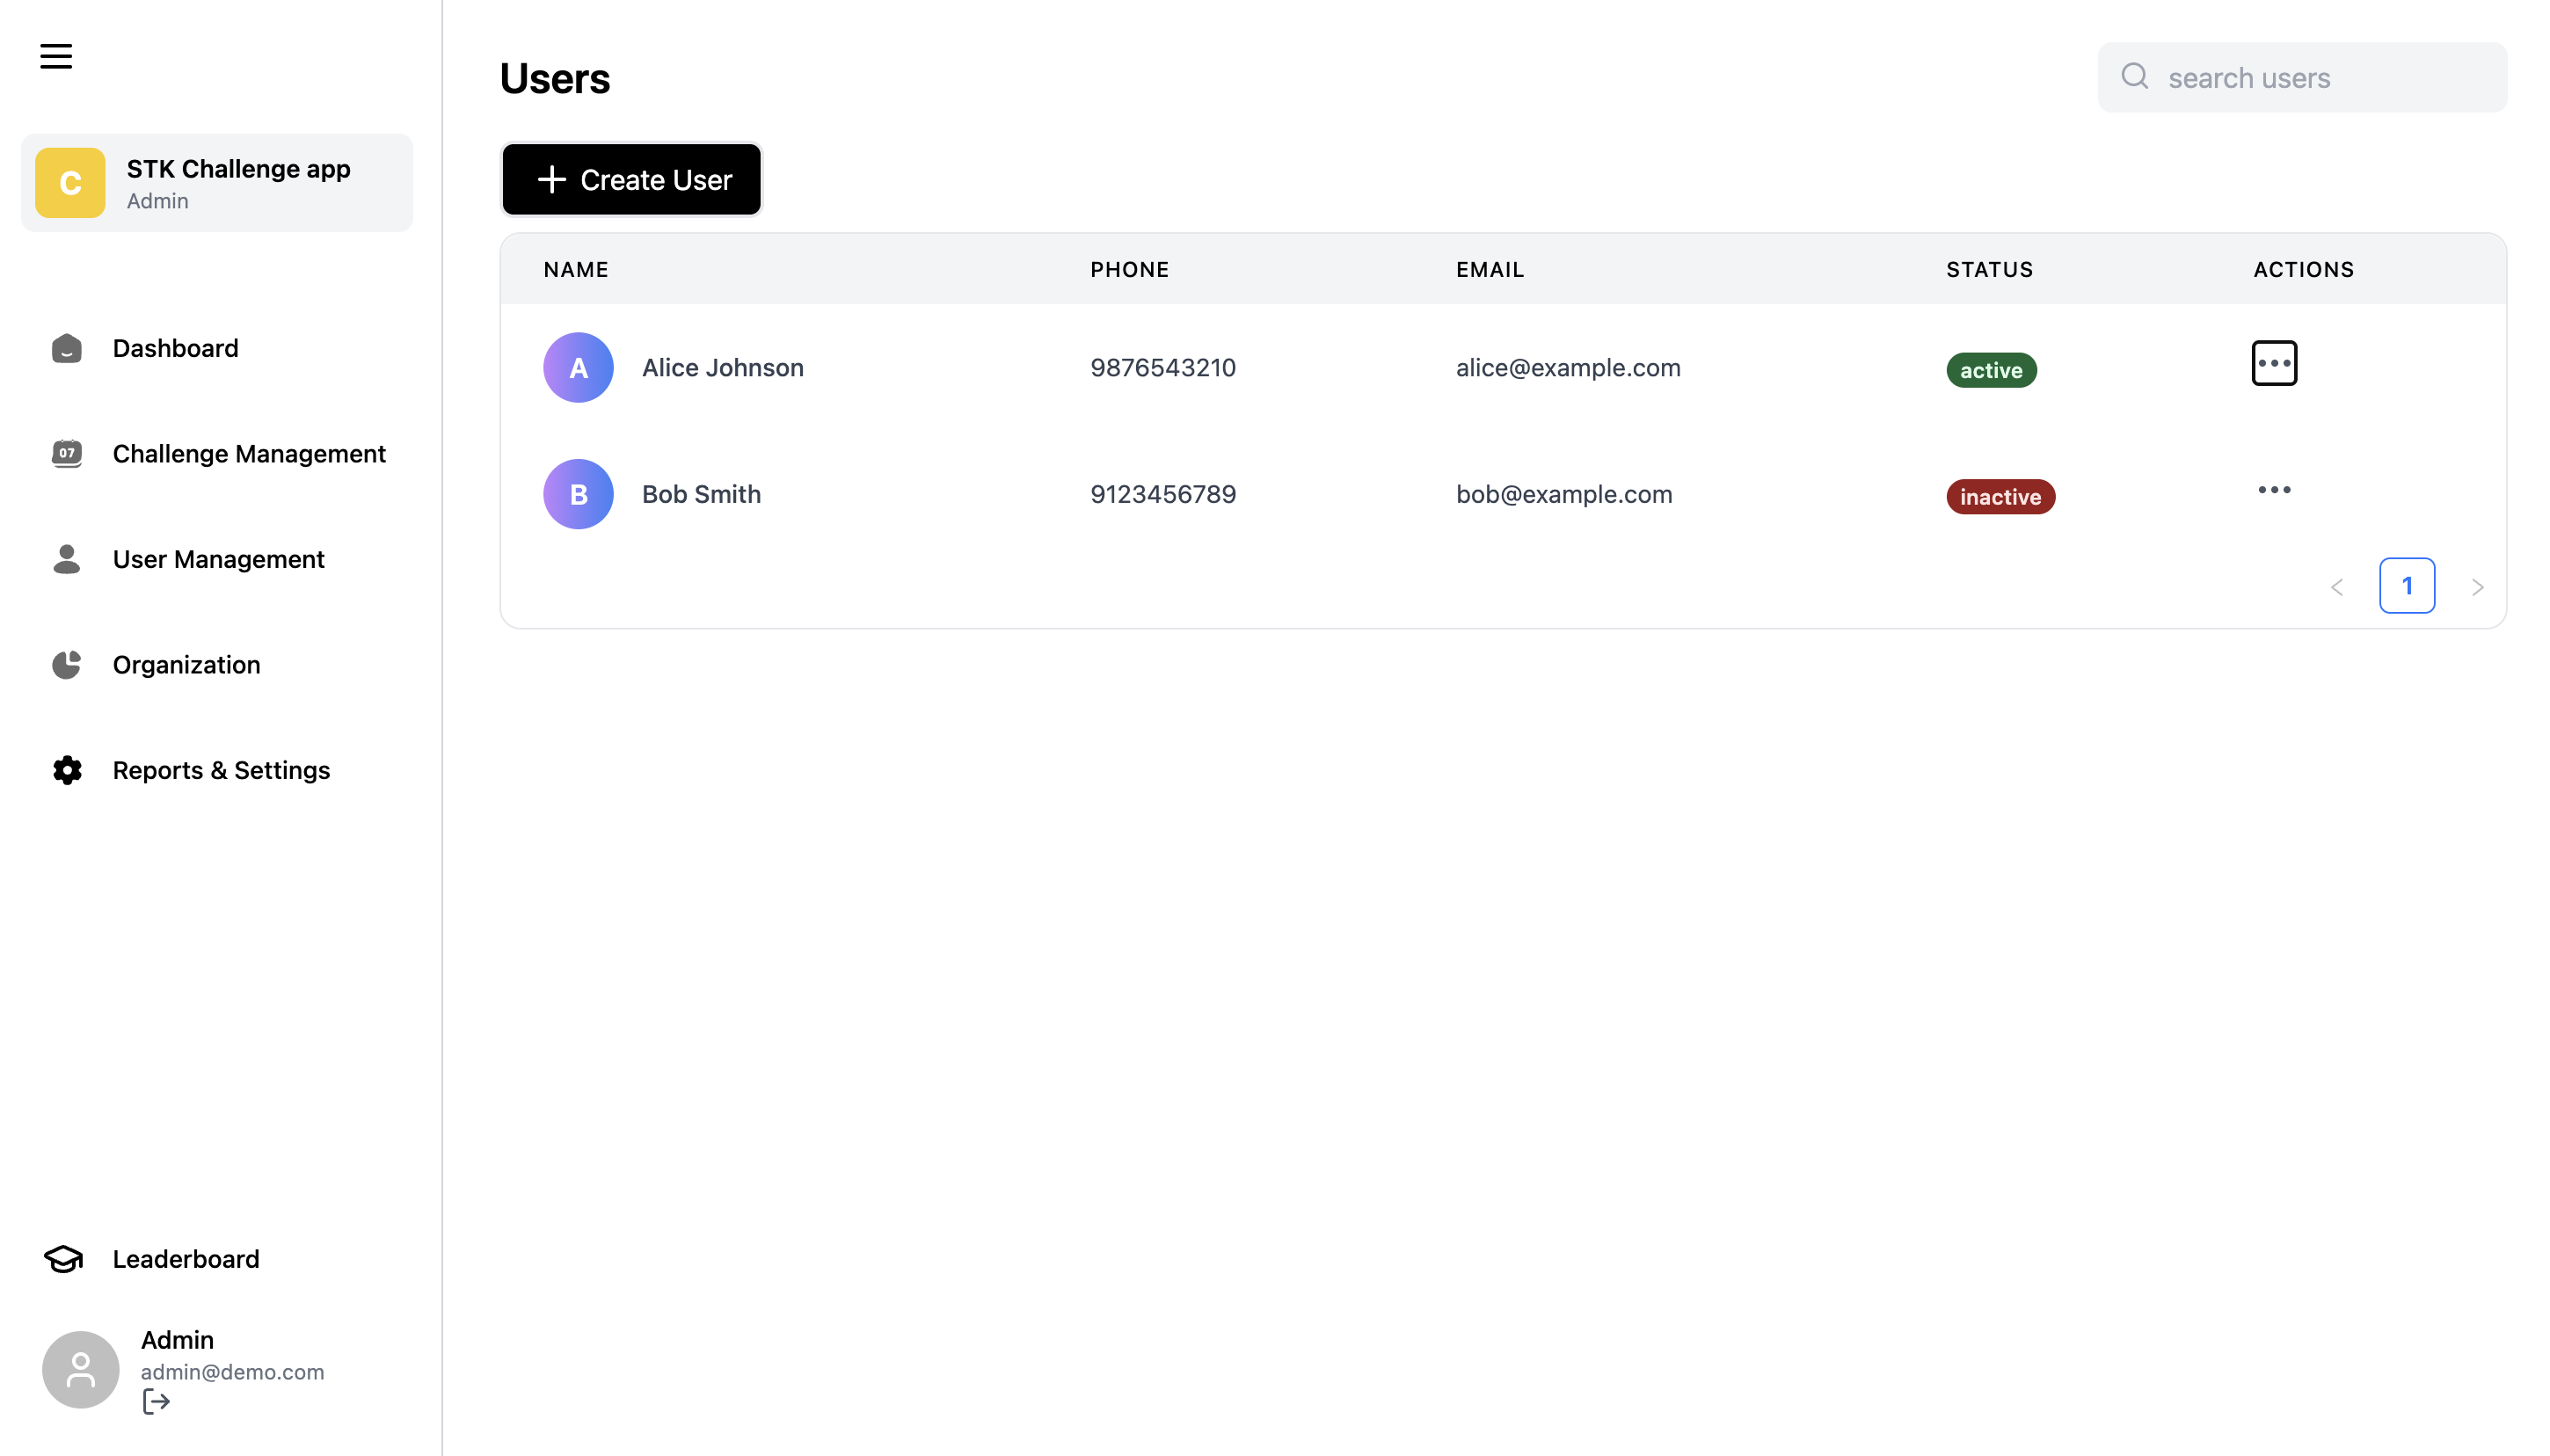 C
STK Challenge app
Admin
Dashboard
07
Challenge Management
User Management
Organization
Reports & Settings
Leaderboard
Admin
admin@demo.com
Users
search users
Create User
NAME PHONE EMAIL STATUS ACTIONS
A Alice Johnson 9876543210 alice@example.com active
B Bob Smith 9123456789 bob@example.com inactive
1